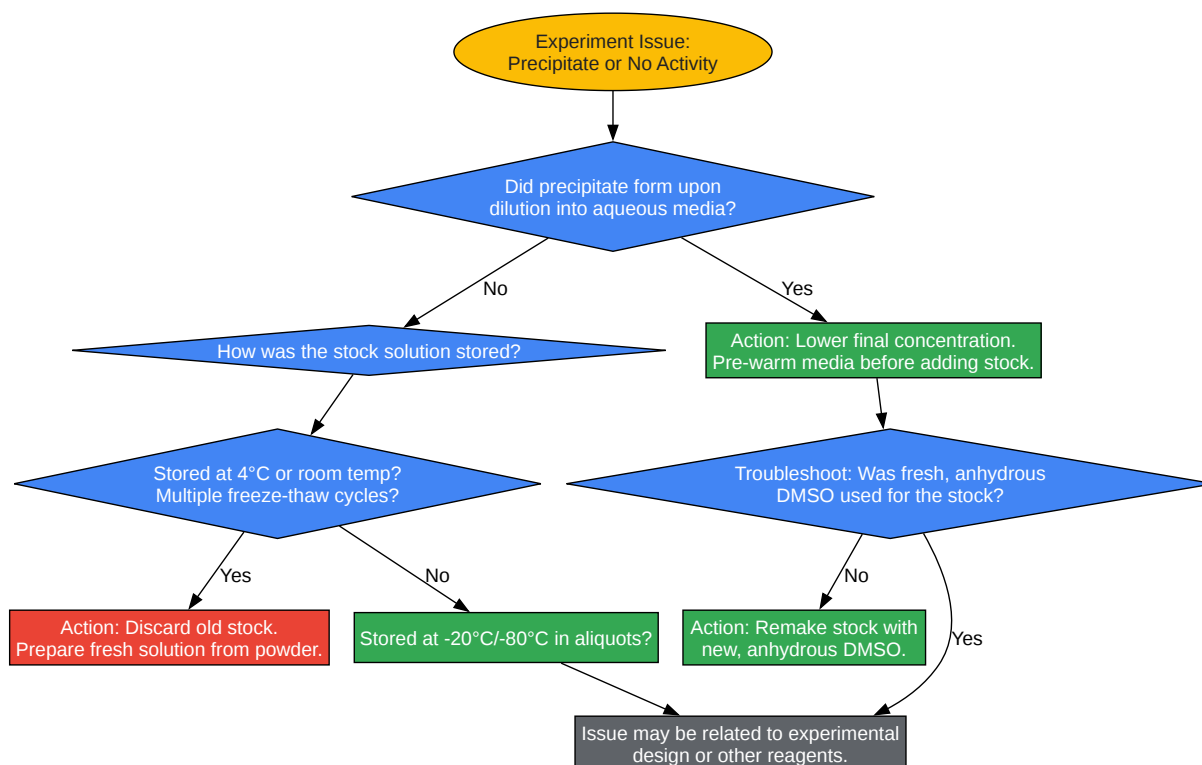 Experiment Issue:
Precipitate or No Activity
Did precipitate form upon
dilution into aqueous media?
No
Yes
How was the stock solution stored?
Action: Lower final concentration.
Pre-warm media before adding stock.
Stored at 4°C or room temp?
Multiple freeze-thaw cycles?
Troubleshoot: Was fresh, anhydrous
DMSO used for the stock?
Yes
No
No
Yes
Action: Discard old stock.
Prepare fresh solution from powder.
Stored at -20°C/-80°C in aliquots?
Action: Remake stock with
new, anhydrous DMSO.
Issue may be related to experimental
design or other reagents.